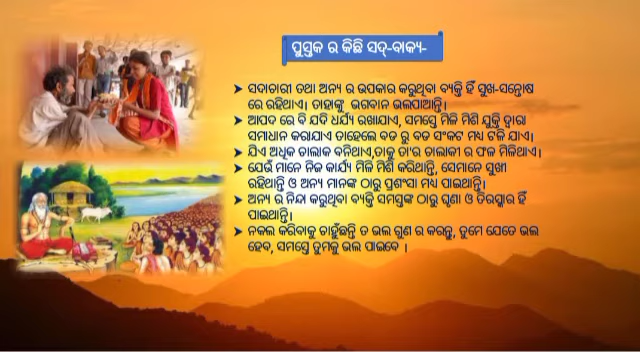 ପୁସ୍ତକ ର କିଛି ସଦ୍-ବାକ୍ୟ-
➤ ସଦାଚାରୀ ତଥା ଅନ୍ୟ ର ଉପକାର କରୁଥିବା ବ୍ୟକ୍ତି ହିଁ ସୁଖ-ସନ୍ତୋଷ
ରେ ରହିଥାଏ। ତାହାଙ୍କୁ ଭଗବାନ ଭଲପାଆନ୍ତି।
➤ ଆପଦ ରେ ବି ଯଦି ଧର୍ଯ୍ୟ ରଖାଯାଏ, ସମସ୍ତେ ମିଳି ମିଶି ଯୁକ୍ତି ଦ୍ୱାରା
ସମାଧାନ କରାଯାଏ ତାହେଲେ ବଡ ରୁ ବଡ ସଂକଟ ମଧ୍ୟ ଟଳି ଯାଏ।
➤ ଯିଏ ଅଧିକ ଚାଲାକ ବନିଥାଏ,ତାକୁ ତା'ର ଚାଲାକୀ ର ଫଳ ମିଳିଥାଏ।
➤ ଯେଉଁ ମାନେ ନିଜ କାର୍ଯ୍ୟ ମିଳି ମିଶି କରିଥାନ୍ତି, ସେମାନେ ସୁଖୀ
ରହିଥାନ୍ତି ଓ ଅନ୍ୟ ମାନଙ୍କ ଠାରୁ ପ୍ରଶଂସା ମଧ୍ୟ ପାଇଥାନ୍ତି।
➤ ଅନ୍ୟ ର ନିନ୍ଦା କରୁଥିବା ବ୍ୟକ୍ତି ସମସ୍ତଙ୍କ ଠାରୁ ଘୃଣା ଓ ତିରସ୍କାର ହିଁ
ପାଇଥାନ୍ତି।
➤ ନକଲ କରିବାକୁ ଚାହୁଁଛନ୍ତି ତ ଭଲ ଗୁଣ ର କରନ୍ତୁ, ତୁମେ ଯେତେ ଭଲ
ହେବ, ସମସ୍ତେ ତୁମକୁ ଭଲ ପାଇବେ ।